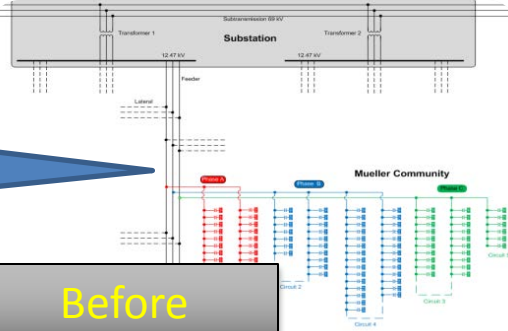 Subtransmission 69 kV
Transformer 1
Substation
Transformer 2
12.47 kV
12.47 kV
Feeder
Lateral
Mueller Community
Phase A
Phase B
Phase C
Circuit 2
Circuit 3
Circuit 4
Before